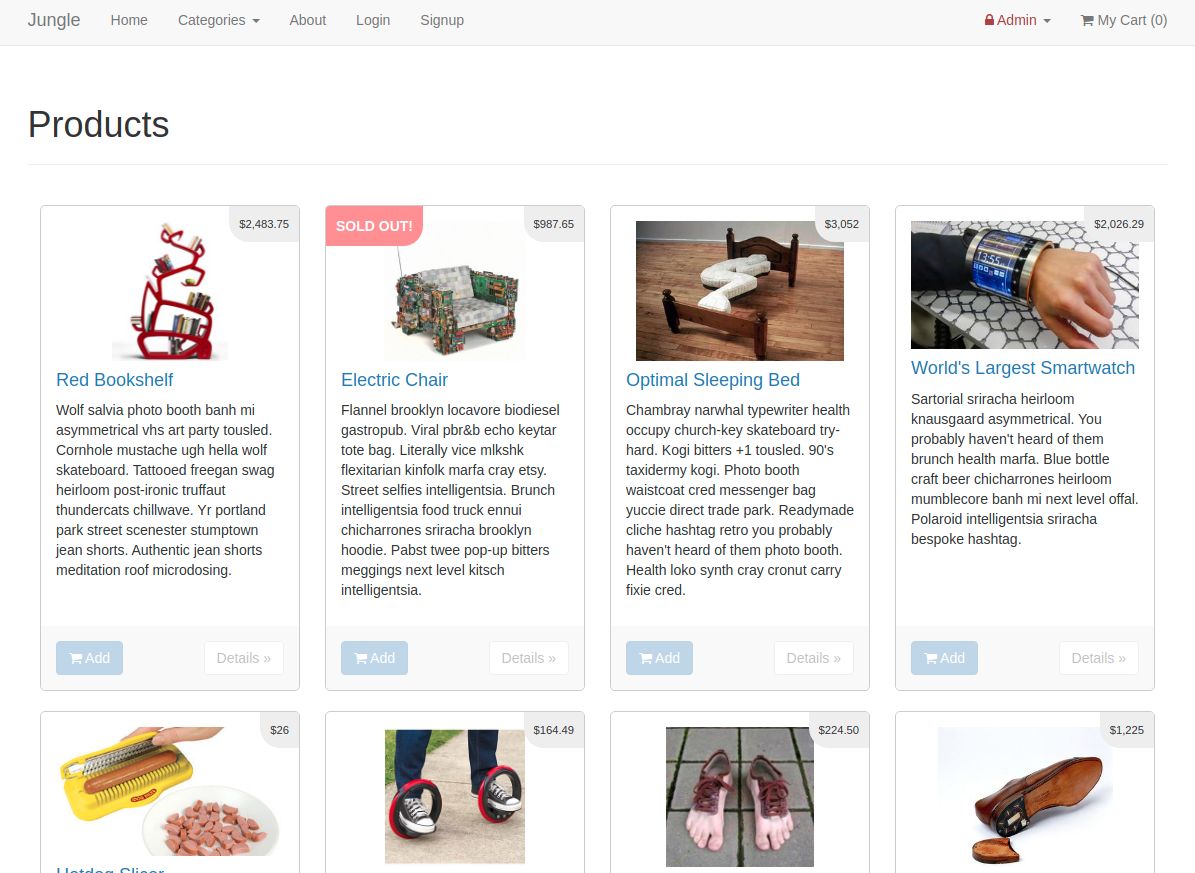 Jungle Home Categories About Login Signup Admin My Cart (0)
Products
$2,483.75
Red Bookshelf
Wolf salvia photo booth banh mi
asymmetrical vhs art party tousled.
Cornhole mustache ugh hella wolf
skateboard. Tattooed freegan swag
heirloom post-ironic truffaut
thundercats chillwave. Yr portland
park street scenester stumptown
jean shorts. Authentic jean shorts
meditation roof microdosing.
Add Details »
SOLD OUT! $987.65
Electric Chair
Flannel brooklyn locavore biodiesel
gastropub. Viral pbr&b echo keytar
tote bag. Literally vice mlkshk
flexitarian kinfolk marfa cray etsy.
Street selfies intelligentsia. Brunch
intelligentsia food truck ennui
chicharrones sriracha brooklyn
hoodie. Pabst twee pop-up bitters
meggings next level kitsch
intelligentsia.
Add Details »
$3,052
Optimal Sleeping Bed
Chambray narwhal typewriter health
occupy church-key skateboard try-
hard. Kogi bitters +1 tousled. 90's
taxidermy kogi. Photo booth
waistcoat cred messenger bag
yuccie direct trade park. Readymade
cliche hashtag retro you probably
haven't heard of them photo booth.
Health loko synth cray cronut carry
fixie cred.
Add Details »
$2,026.29
13:55
World's Largest Smartwatch
Sartorial sriracha heirloom
knausgaard asymmetrical. You
probably haven't heard of them
brunch health marfa. Blue bottle
craft beer chicharrones heirloom
mumblecore banh mi next level offal.
Polaroid intelligentsia sriracha
bespoke hashtag.
Add Details »
$26
Hotdog Slicer
$164.49
$224.50
$1,225